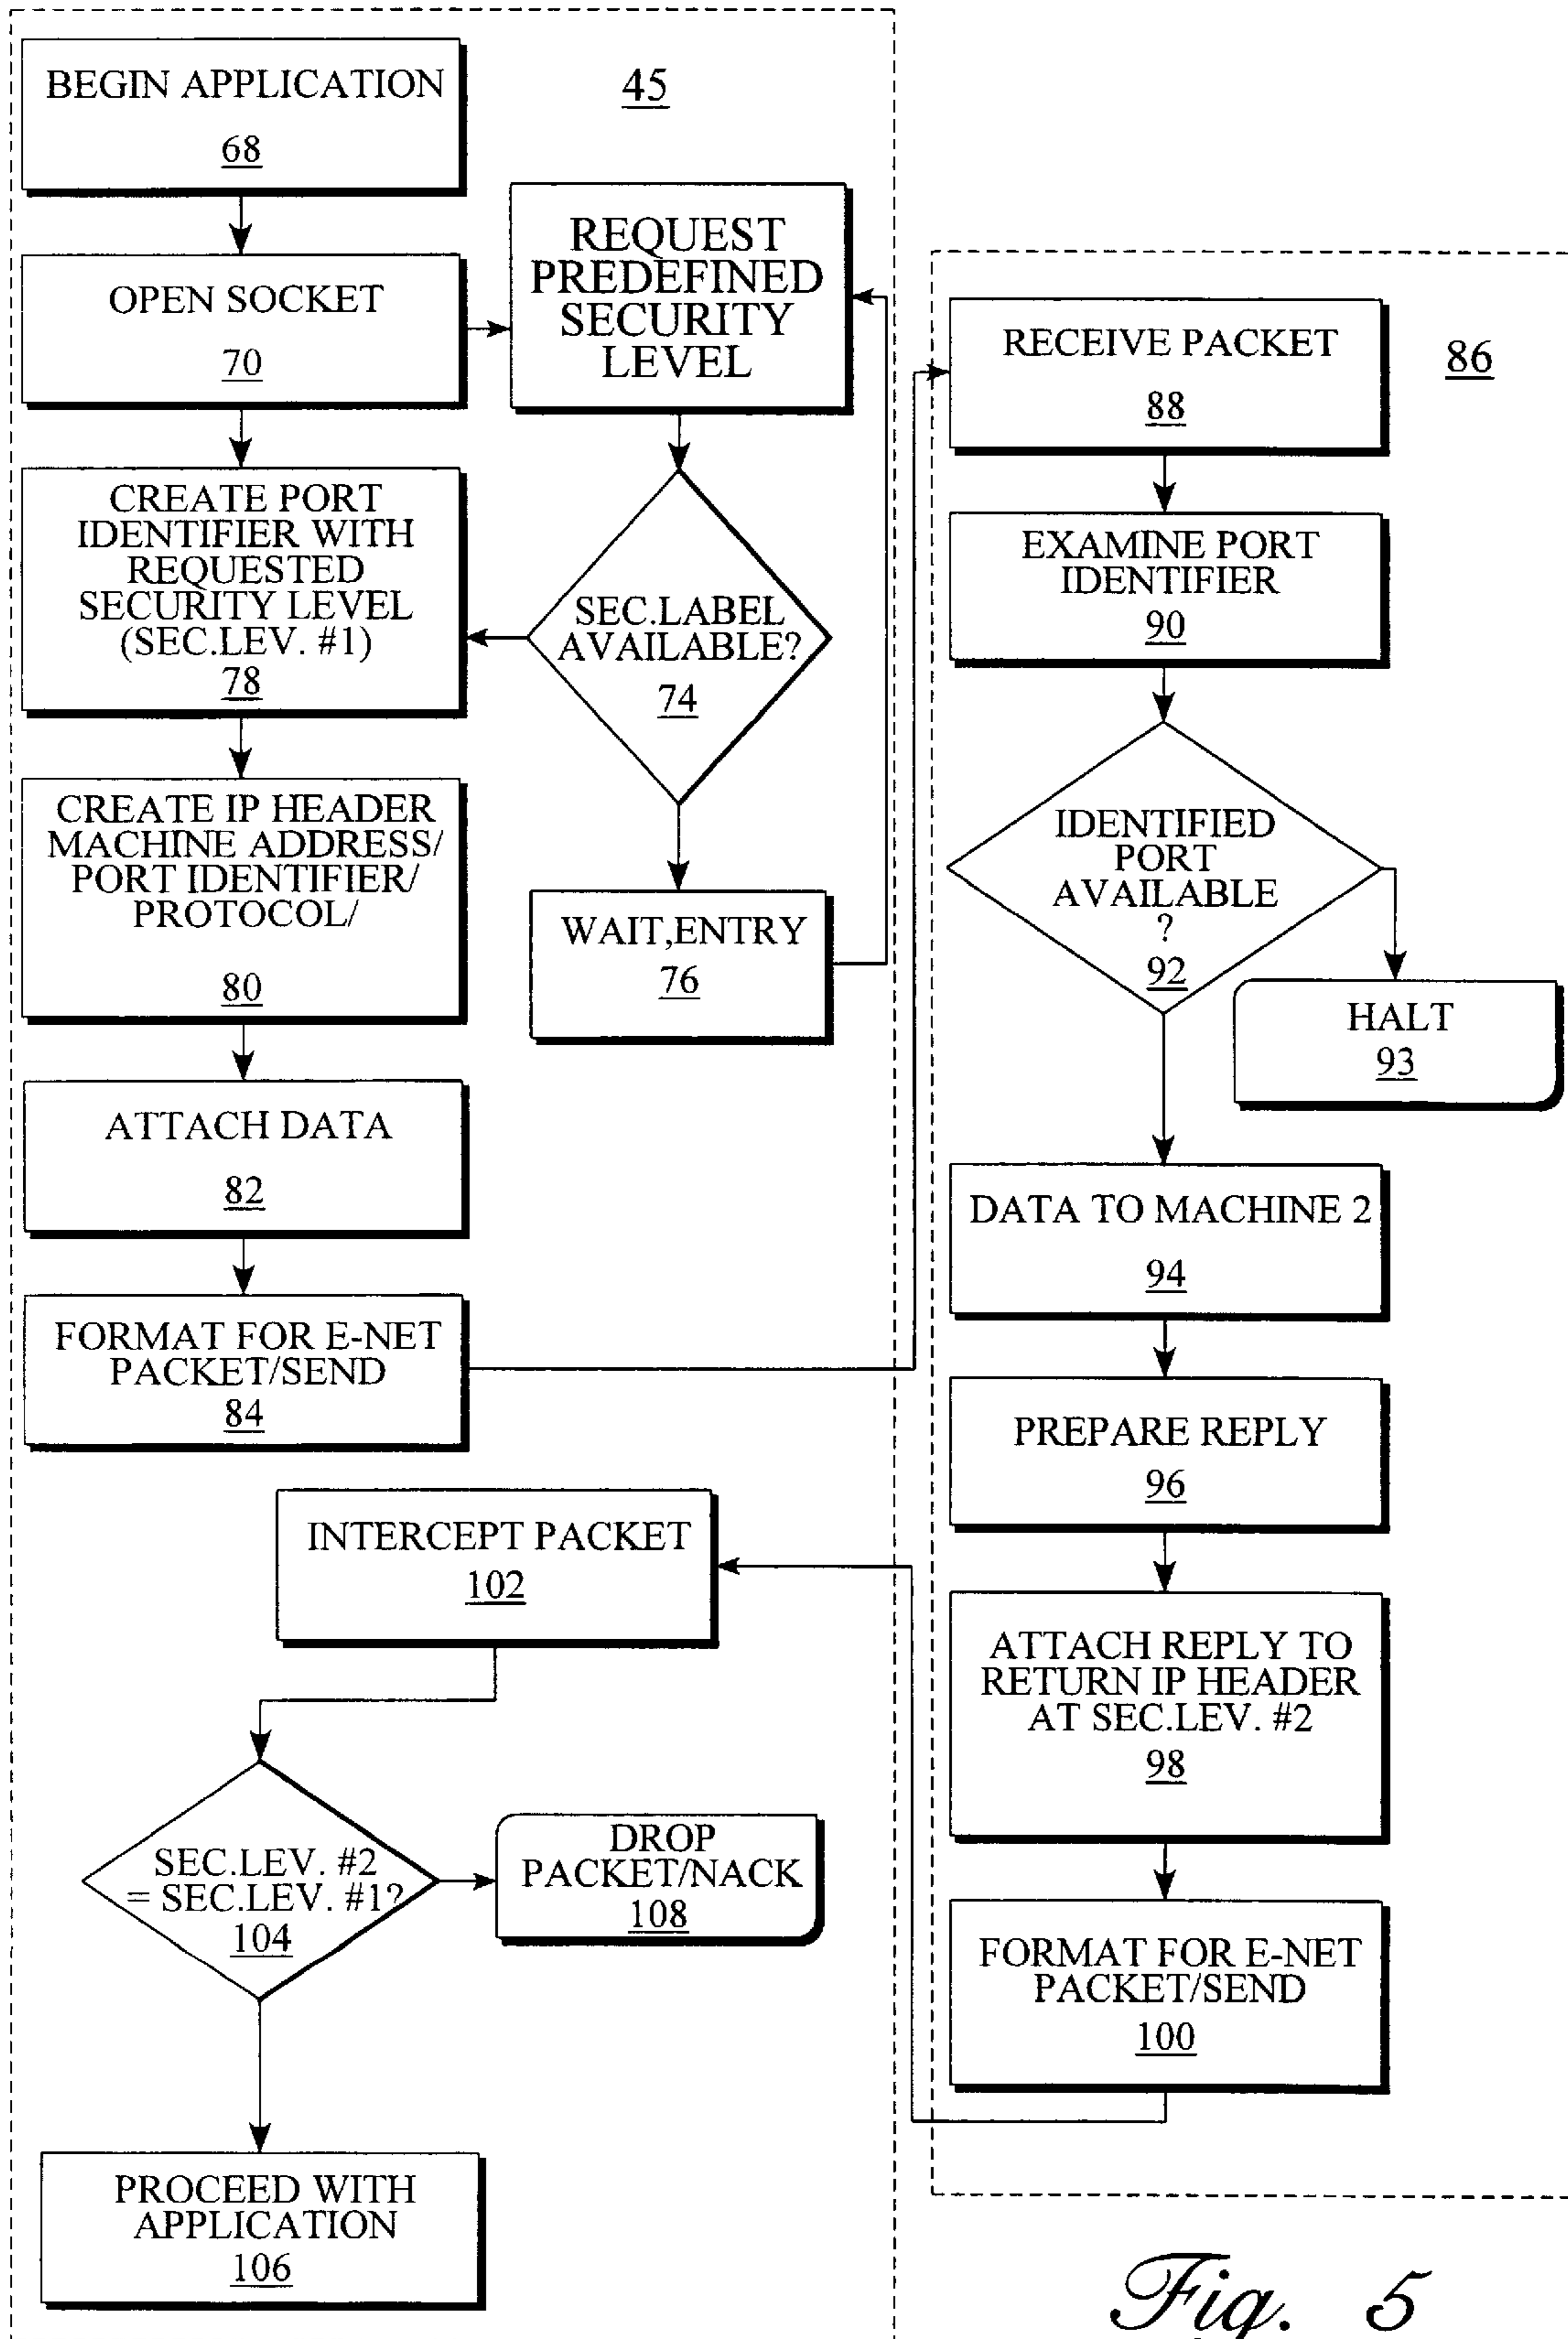 BEGIN APPLICATION
68
45
OPEN SOCKET
70
REQUEST
PREDEFINED
SECURITY
LEVEL
CREATE PORT
IDENTIFIER WITH
REQUESTED
SECURITY LEVEL
(SEC.LEV. #1)
78
SEC.LABEL
AVAILABLE?
74
WAIT,ENTRY
76
CREATE IP HEADER
MACHINE ADDRESS/
PORT IDENTIFIER/
PROTOCOL/
80
ATTACH DATA
82
FORMAT FOR E-NET
PACKET/SEND
84
86
RECEIVE PACKET
88
EXAMINE PORT
IDENTIFIER
90
IDENTIFIED
PORT
AVAILABLE
?
92
HALT
93
DATA TO MACHINE 2
94
PREPARE REPLY
96
ATTACH REPLY TO
RETURN IP HEADER
AT SEC.LEV. #2
98
FORMAT FOR E-NET
PACKET/SEND
100
INTERCEPT PACKET
102
SEC.LEV. #2
= SEC.LEV. #1?
104
DROP
PACKET/NACK
108
PROCEED WITH
APPLICATION
106
Fig. 5